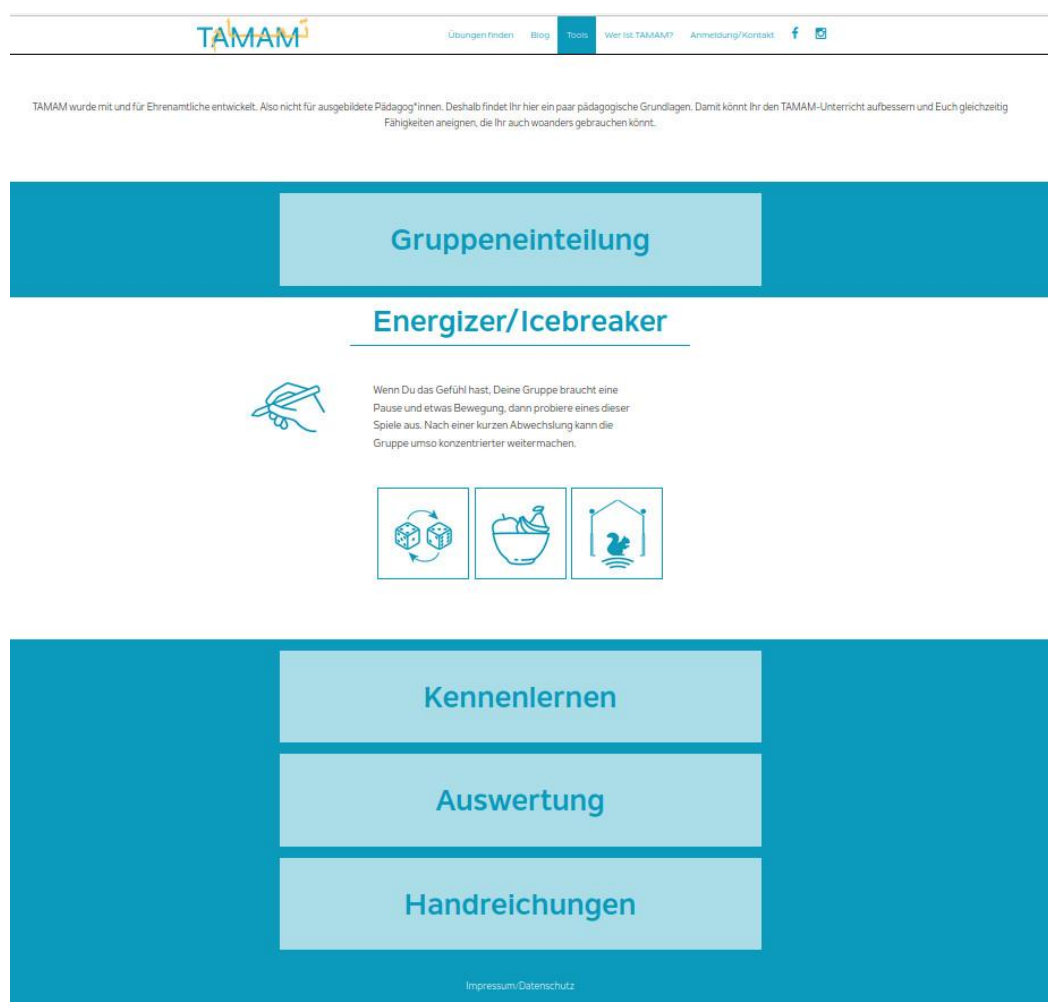 TAMAM تمام
Übungen finden Blog Tools Wer ist TAMAM? Anmeldung/Kontakt
TAMAM wurde mit und für Ehrenamtliche entwickelt. Also nicht für ausgebildete Pädagog*innen. Deshalb findet Ihr hier ein paar pädagogische Grundlagen. Damit könnt Ihr den TAMAM-Unterricht aufbessern und Euch gleichzeitig
Fähigkeiten aneignen, die Ihr auch woanders gebrauchen könnt.
Gruppeneinteilung
Energizer/Icebreaker
Wenn Du das Gefühl hast, Deine Gruppe braucht eine
Pause und etwas Bewegung, dann probiere eines dieser
Spiele aus. Nach einer kurzen Abwechslung kann die
Gruppe umso konzentrierter weitermachen.
Kennenlernen
Auswertung
Handreichungen
Impressum/Datenschutz